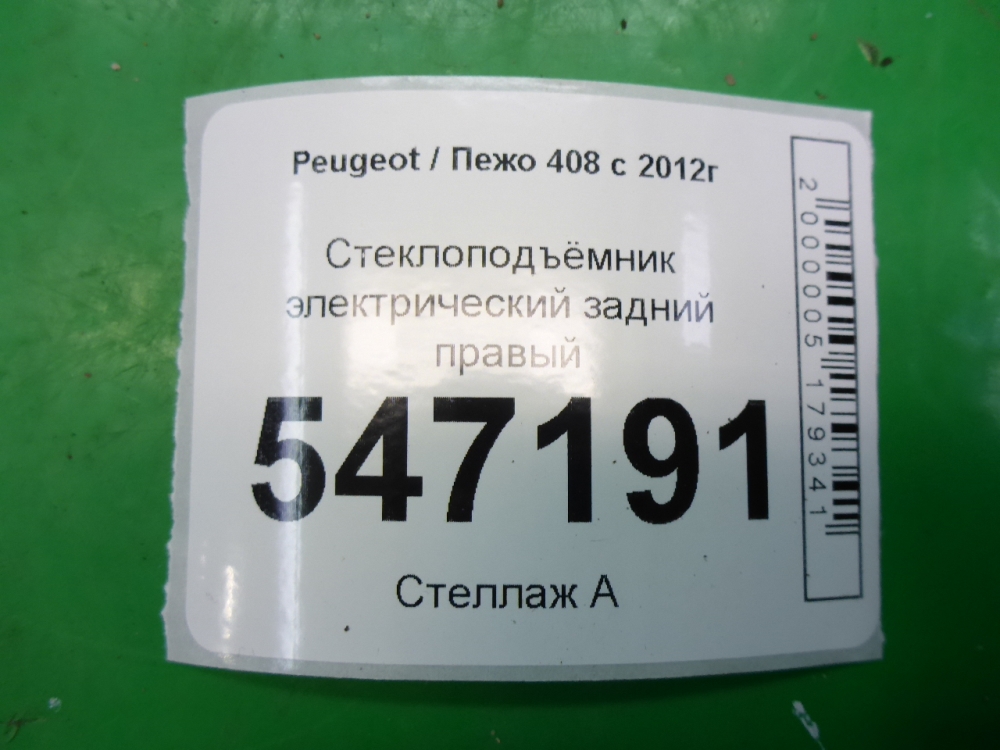 Peugeot / Пежо 408 с 2012г
Стеклоподъёмник
электрический задний
правый
547191
Стеллаж А
2000005179341